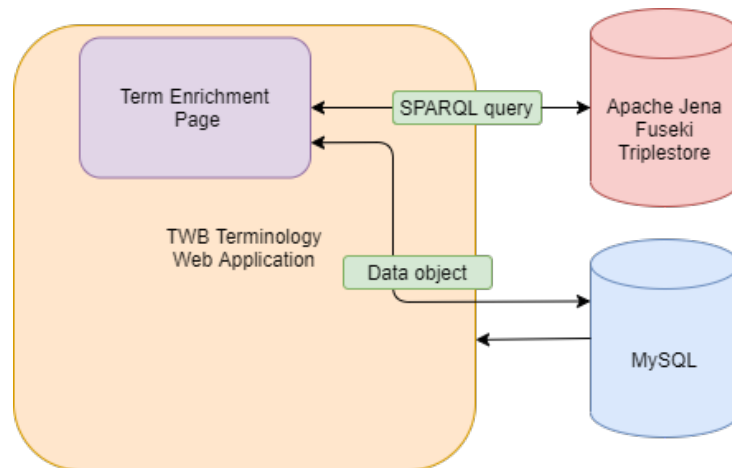 Term Enrichment
Page
SPARQL query
Apache Jena
Fuseki
Triplestore
TWB Terminology
Web Application
Data object
MySQL